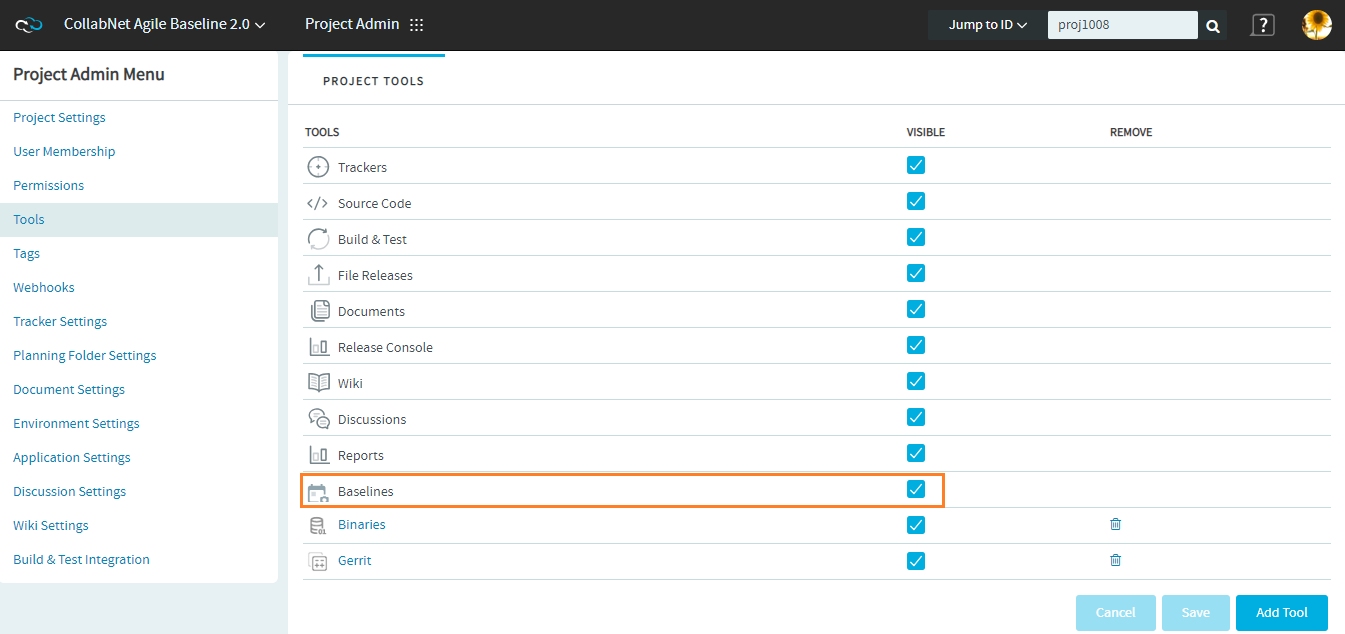 CollabNet Agile Baseline 2.0
Project Admin
Jump to ID
proj1008
?
Project Admin Menu
Project Settings
User Membership
Permissions
Tools
Tags
Webhooks
Tracker Settings
Planning Folder Settings
Document Settings
Environment Settings
Application Settings
Discussion Settings
Wiki Settings
Build & Test Integration
PROJECT TOOLS
TOOLS VISIBLE REMOVE
Trackers
</> Source Code
Build & Test
File Releases
Documents
Release Console
Wiki
Discussions
Reports
Baselines
01 Binaries
Gerrit
Cancel Save Add Tool